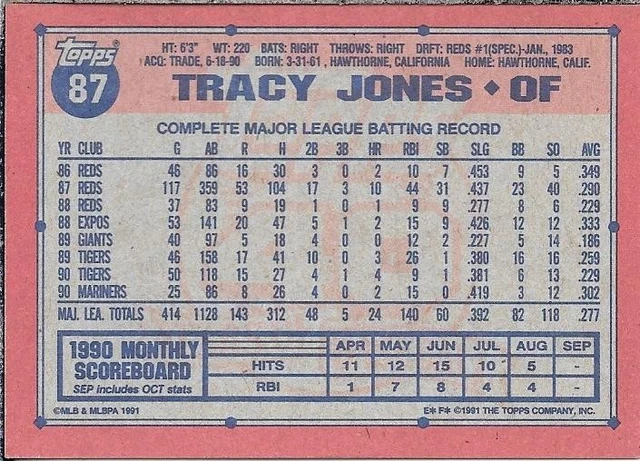 topps
87
HT: 6'3" WT: 220 BATS: RIGHT THROWS: RIGHT DRFT: REDS #1(SPEC.)-JAN., 1983
ACQ: TRADE, 6-18-90 BORN: 3-31-61, HAWTHORNE, CALIFORNIA HOME: HAWTHORNE, CALIF.
TRACY JONES ◆ OF
COMPLETE MAJOR LEAGUE BATTING RECORD
YR CLUB G AB R H 2B 3B HR RBI SB SLG BB SO AVG
86 REDS 46 86 16 30 3 0 2 10 7 .453 9 5 .349
87 REDS 117 359 53 104 17 3 10 44 31 .437 23 40 .290
88 REDS 37 83 9 19 1 0 1 9 9 .277 8 6 .229
88 EXPOS 53 141 20 47 5 1 2 15 9 .426 12 12 .333
89 GIANTS 40 97 5 18 4 0 0 12 2 .227 5 14 .186
89 TIGERS 46 158 17 41 10 0 3 26 1 .380 16 16 .259
90 TIGERS 50 118 15 27 4 1 4 9 1 .381 6 13 .229
90 MARINERS 25 86 8 26 4 0 2 15 0 .419 3 12 .302
MAJ. LEA. TOTALS 414 1128 143 312 48 5 24 140 60 .392 82 118 .277
1990 MONTHLY SCOREBOARD
SEP includes OCT stats
APR MAY JUN JUL AUG SEP
HITS 11 12 15 10 5 -
RBI 1 7 8 4 4 -
©MLB & MLBPA 1991 E* F* ©1991 THE TOPPS COMPANY, INC.